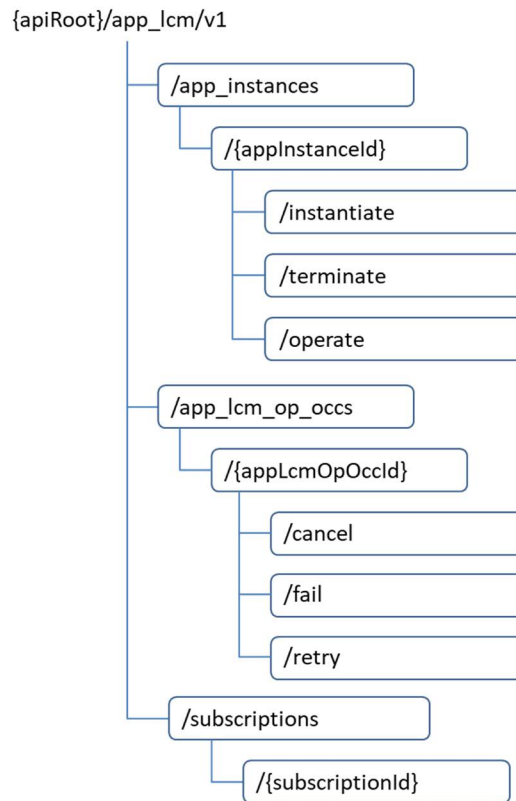 {apiRoot}/app_lcm/v1
/app_instances
/{appInstanceId}
/instantiate
/terminate
/operate
/app_lcm_op_occs
/{appLcmOpOccId}
/cancel
/fail
/retry
/subscriptions
/{subscriptionId}